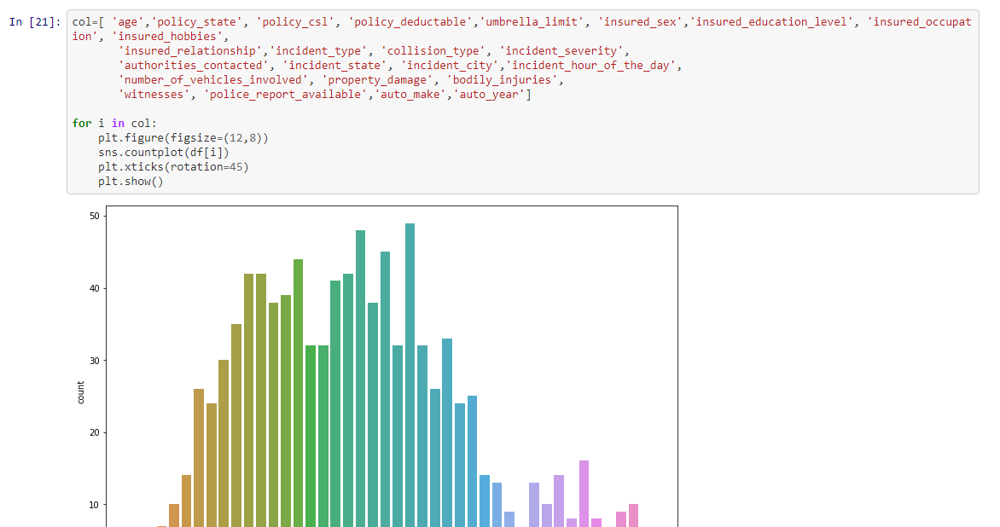 In [21]: col=[ 'age','policy_state', 'policy_csl', 'policy_deductable','umbrella_limit', 'insured_sex','insured_education_level', 'insured_occupat
ion', 'insured_hobbies',
       'insured_relationship','incident_type', 'collision_type', 'incident_severity',
       'authorities_contacted', 'incident_state', 'incident_city','incident_hour_of_the_day',
       'number_of_vehicles_involved', 'property_damage', 'bodily_injuries',
       'witnesses', 'police_report_available','auto_make','auto_year']
for i in col:
    plt.figure(figsize=(12,8))
    sns.countplot(df[i])
    plt.xticks(rotation=45)
    plt.show()
50
40
30
count
20
10